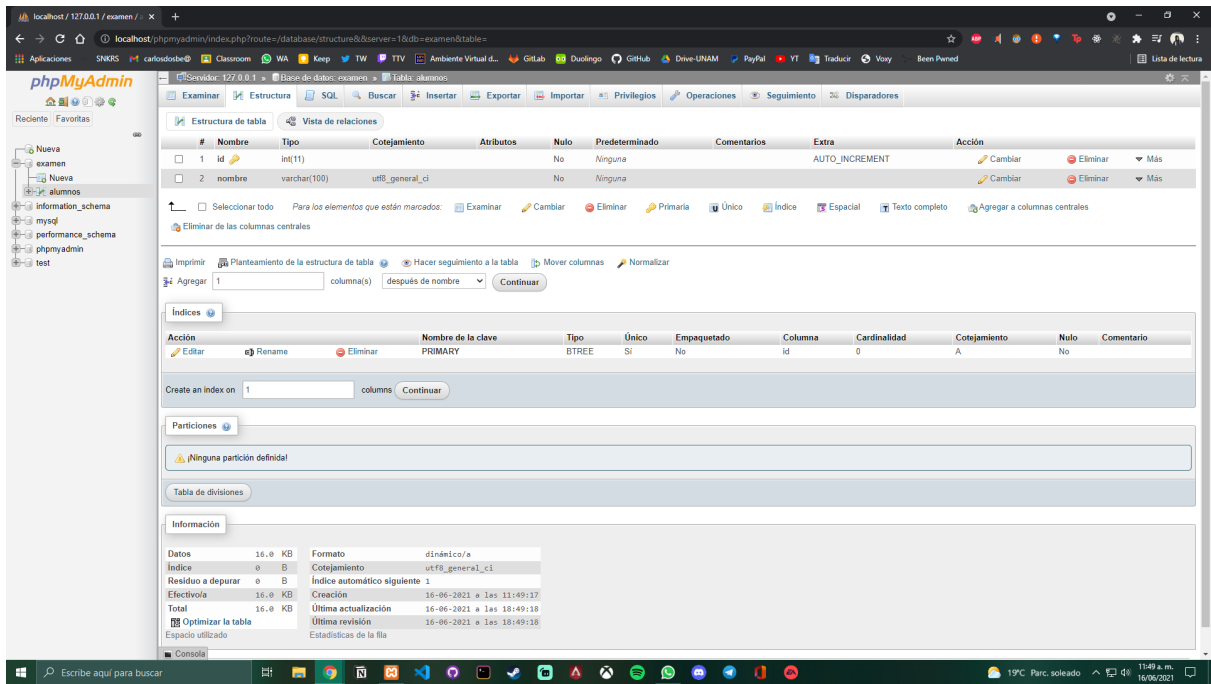 localhost / 127.0.0.1 / examen /
localhost/phpmyadmin/index.php?route=/database/structure&&server=1&db=examen&table=
Aplicaciones SNKRS carlosdosbe@ Classroom WA Keep TW TTV Ambiente Virtual d... GitLab Duolingo GitHub Drive-UNAM PayPal YT Traducir Voxy Been Pwned Lista de lectura
phpMyAdmin
Reciente Favoritas
Nueva
examen
Nueva
alumnos
information_schema
mysql
performance_schema
phpmyadmin
test
Servidor: 127.0.0.1 » Base de datos: examen » Tabla: alumnos
Examinar Estructura SQL Buscar Insertar Exportar Importar Privilegios Operaciones Seguimiento Disparadores
Estructura de tabla Vista de relaciones
# Nombre Tipo Cotejamiento Atributos Nulo Predeterminado Comentarios Extra Acción
1 id int(11) No Ninguna AUTO_INCREMENT Cambiar Eliminar Más
2 nombre varchar(100) utf8_general_ci No Ninguna Cambiar Eliminar Más
Seleccionar todo Para los elementos que están marcados: Examinar Cambiar Eliminar Primaria Único Índice Espacial Texto completo Agregar a columnas centrales
Eliminar de las columnas centrales
Imprimir Planteamiento de la estructura de tabla Hacer seguimiento a la tabla Mover columnas Normalizar
Agregar 1 columna(s) después de nombre Continuar
Índices
Acción Nombre de la clave Tipo Único Empaquetado Columna Cardinalidad Cotejamiento Nulo Comentario
Editar Rename Eliminar PRIMARY BTREE Sí No id 0 A No
Create an index on 1 columns Continuar
Particiones
¡Ninguna partición definida!
Tabla de divisiones
Información
Datos 16.0 KB
Índice 0 B
Residuo a depurar 0 B
Efectivo/a 16.0 KB
Total 16.0 KB
Optimizar la tabla
Espacio utilizado
Formato dinámico/a
Cotejamiento utf8_general_ci
Índice automático siguiente 1
Creación 16-06-2021 a las 11:49:17
Última actualización 16-06-2021 a las 18:49:18
Última revisión 16-06-2021 a las 18:49:18
Estadísticas de la fila
Consola
Escribe aquí para buscar
19°C Parc. soleado
11:49 a. m.
16/06/2021